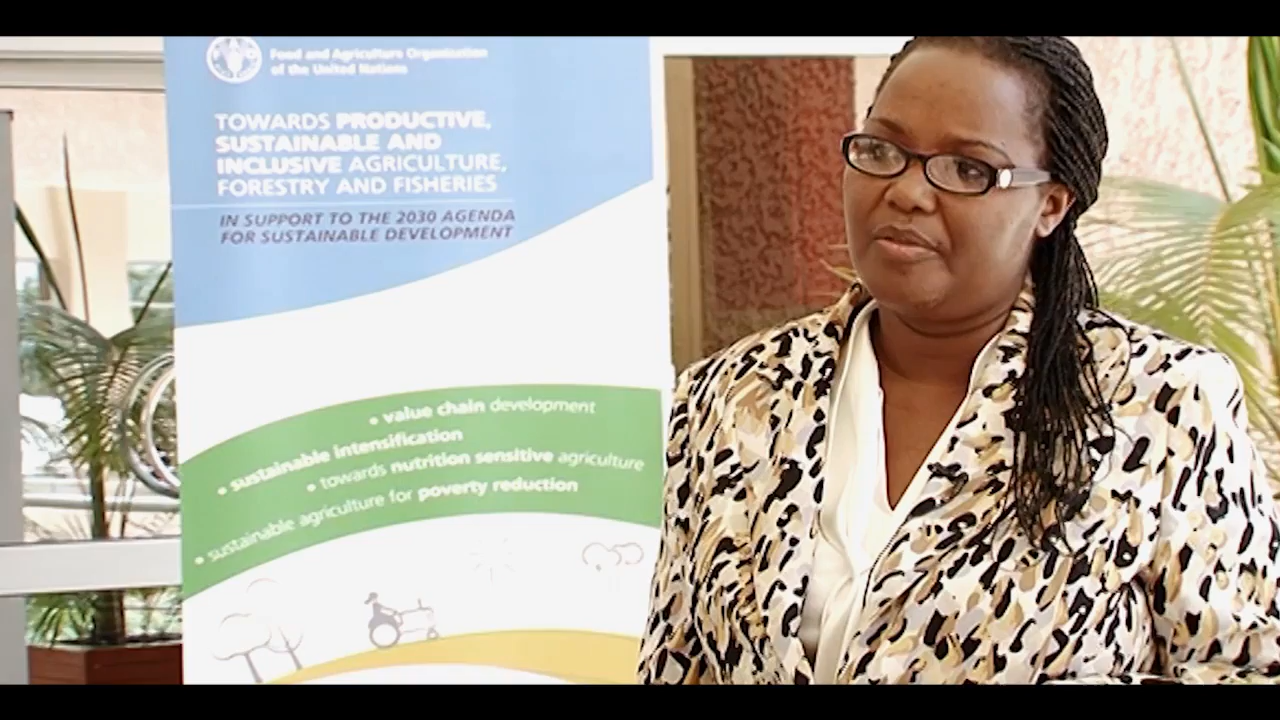 Food and Agriculture Organization
of the United Nations
TOWARDS PRODUCTIVE,
SUSTAINABLE AND
INCLUSIVE AGRICULTURE,
FORESTRY AND FISHERIES
IN SUPPORT TO THE 2030 AGENDA
FOR SUSTAINABLE DEVELOPMENT
• value chain development
• sustainable intensification
• towards nutrition sensitive agriculture
• sustainable agriculture for poverty reduction